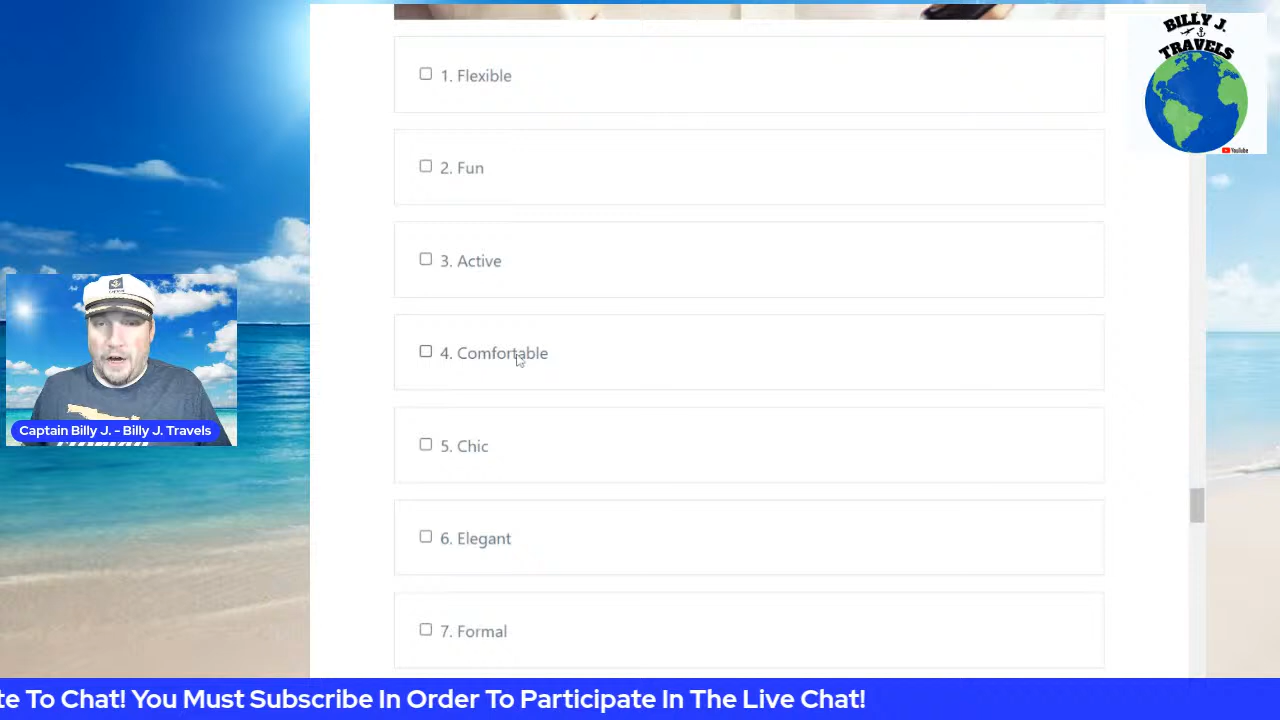 BILLY J.
TRAVELS
YouTube
1. Flexible
2. Fun
3. Active
4. Comfortable
5. Chic
6. Elegant
7. Formal
Captain Billy J. - Billy J. Travels
te To Chat! You Must Subscribe In Order To Participate In The Live Chat!